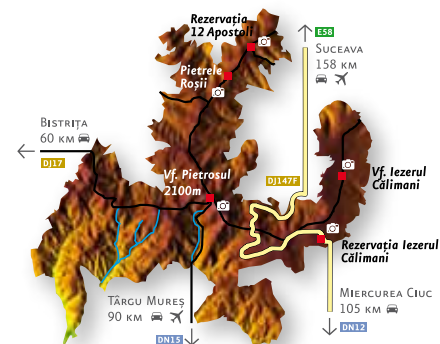 Rezervația
12 Apostoli
E58
SUCEAVA
158 KM
Pietrele
Roșii
BISTRIȚA
60 KM
DJ17
DJ147F
Vf. Iezerul
Călimani
Vf. Pietrosul
2100m
Rezervația Iezerul
Călimani
TÂRGU MUREȘ
90 KM
DN15
MIERCUREA CIUC
105 KM
DN12